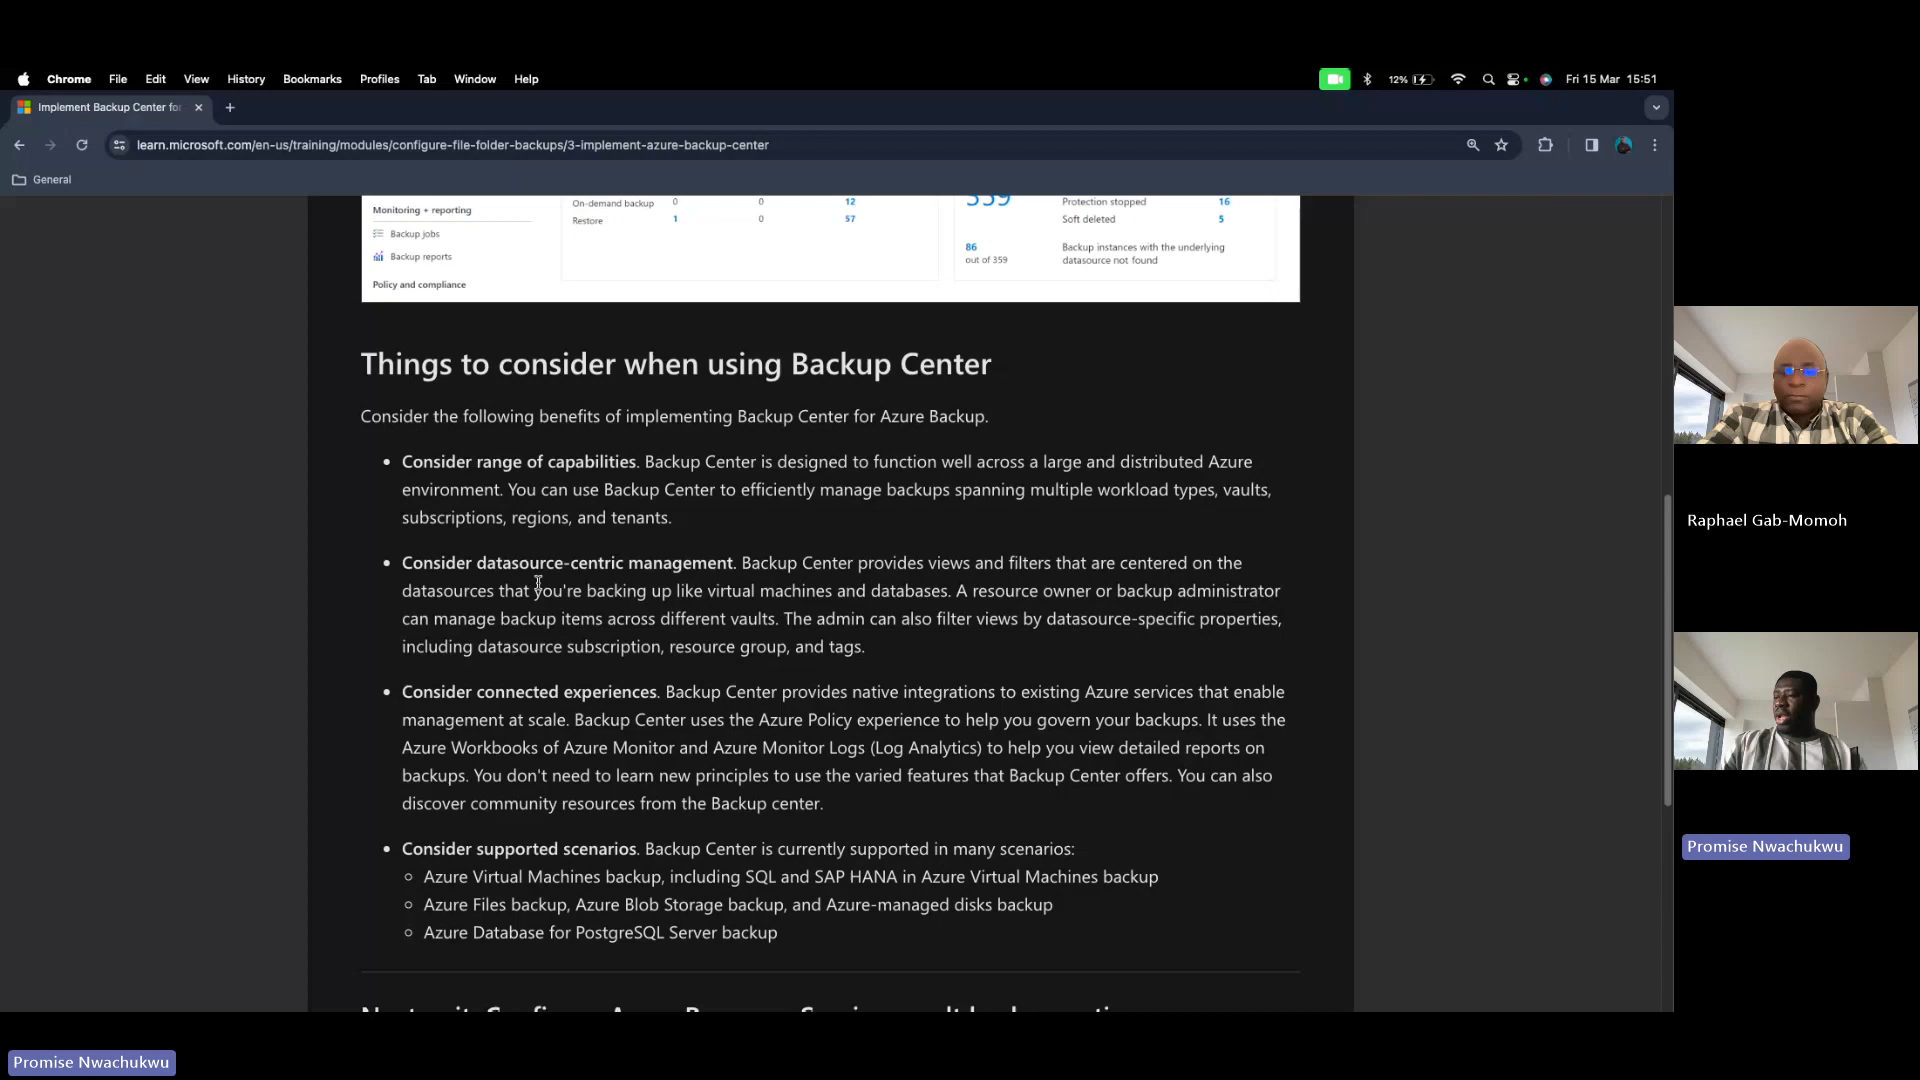 Chrome File Edit View History Bookmarks Profiles Tab Window Help 12% Fri 15 Mar 15:51
Implement Backup Center for
learn.microsoft.com/en-us/training/modules/configure-file-folder-backups/3-implement-azure-backup-center
General
On-demand backup 0 0 12 359 Protection stopped 16
Monitoring + reporting
Restore 1 0 57 Soft deleted 5
Backup jobs
86 Backup instances with the underlying
Backup reports
out of 359 datasource not found
Policy and compliance
Things to consider when using Backup Center
Consider the following benefits of implementing Backup Center for Azure Backup.
• Consider range of capabilities. Backup Center is designed to function well across a large and distributed Azure
environment. You can use Backup Center to efficiently manage backups spanning multiple workload types, vaults,
subscriptions, regions, and tenants.
• Consider datasource-centric management. Backup Center provides views and filters that are centered on the
datasources that you're backing up like virtual machines and databases. A resource owner or backup administrator
can manage backup items across different vaults. The admin can also filter views by datasource-specific properties,
including datasource subscription, resource group, and tags.
• Consider connected experiences. Backup Center provides native integrations to existing Azure services that enable
management at scale. Backup Center uses the Azure Policy experience to help you govern your backups. It uses the
Azure Workbooks of Azure Monitor and Azure Monitor Logs (Log Analytics) to help you view detailed reports on
backups. You don't need to learn new principles to use the varied features that Backup Center offers. You can also
discover community resources from the Backup center.
• Consider supported scenarios. Backup Center is currently supported in many scenarios:
○ Azure Virtual Machines backup, including SQL and SAP HANA in Azure Virtual Machines backup
○ Azure Files backup, Azure Blob Storage backup, and Azure-managed disks backup
○ Azure Database for PostgreSQL Server backup
Raphael Gab-Momoh
Promise Nwachukwu
Promise Nwachukwu